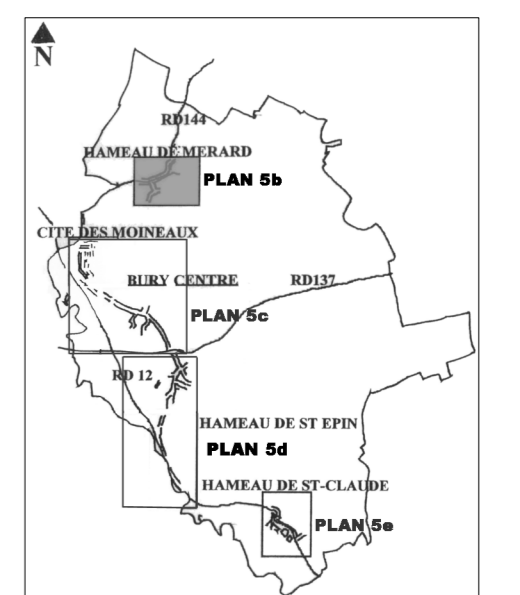 N
RD144
HAMEAU DE MERARD
PLAN 5b
CITE DES MOINEAUX
BURY CENTRE
RD137
PLAN 5c
RD 12
HAMEAU DE ST EPIN
PLAN 5d
HAMEAU DE ST-CLAUDE
PLAN 5e